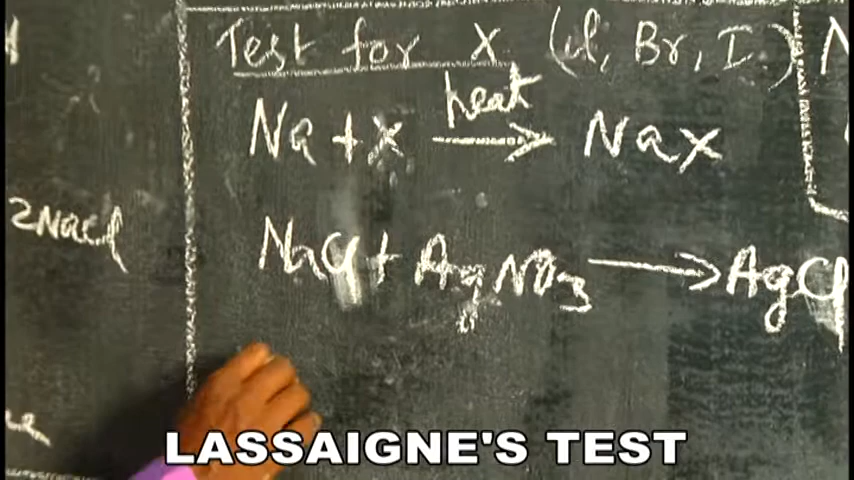 Test for X (Cl, Br, I)
Na + X heat → NaX
2NaCl
NaCl + AgNO3 → AgCl
LASSAIGNE'S TEST